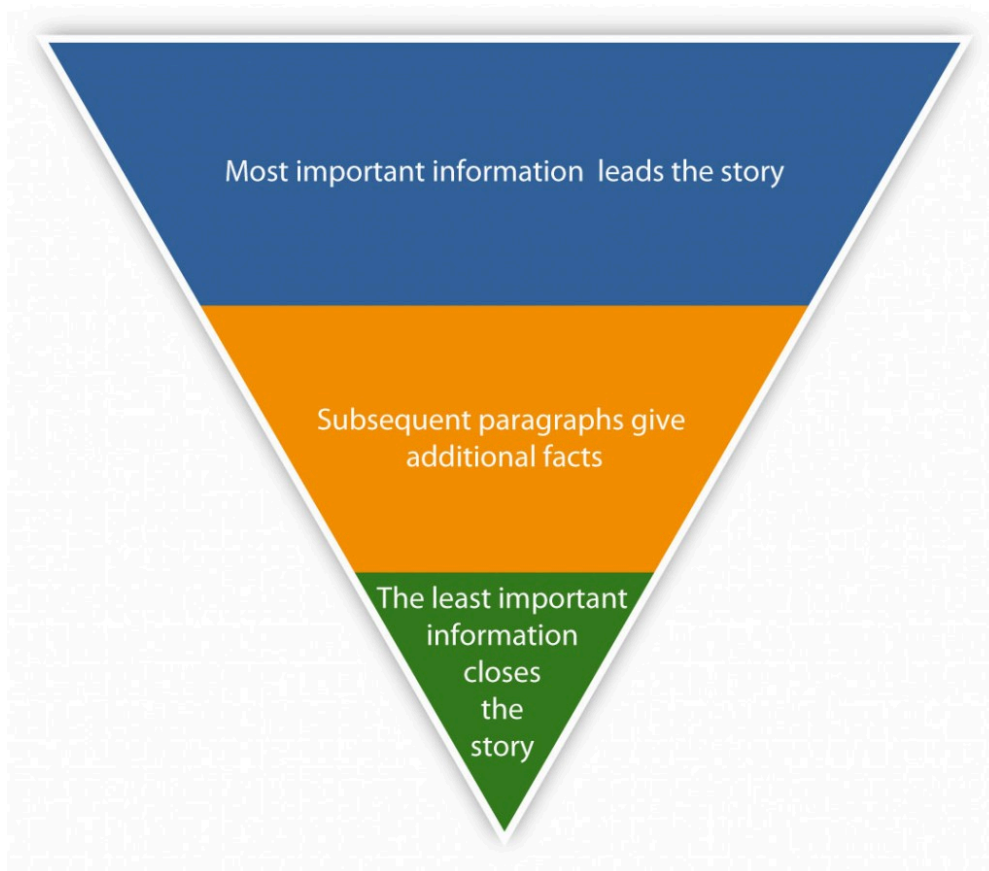 Most important information  leads the story
Subsequent paragraphs give
additional facts
The least important
information
closes
the
story